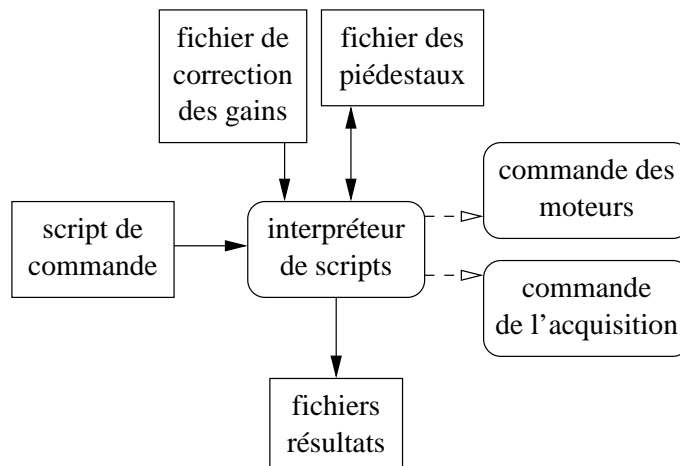 fichier de
correction
des gains
fichier des
piédestaux
script de
commande
interpréteur
de scripts
commande des
moteurs
commande
de l’acquisition
fichiers
résultats